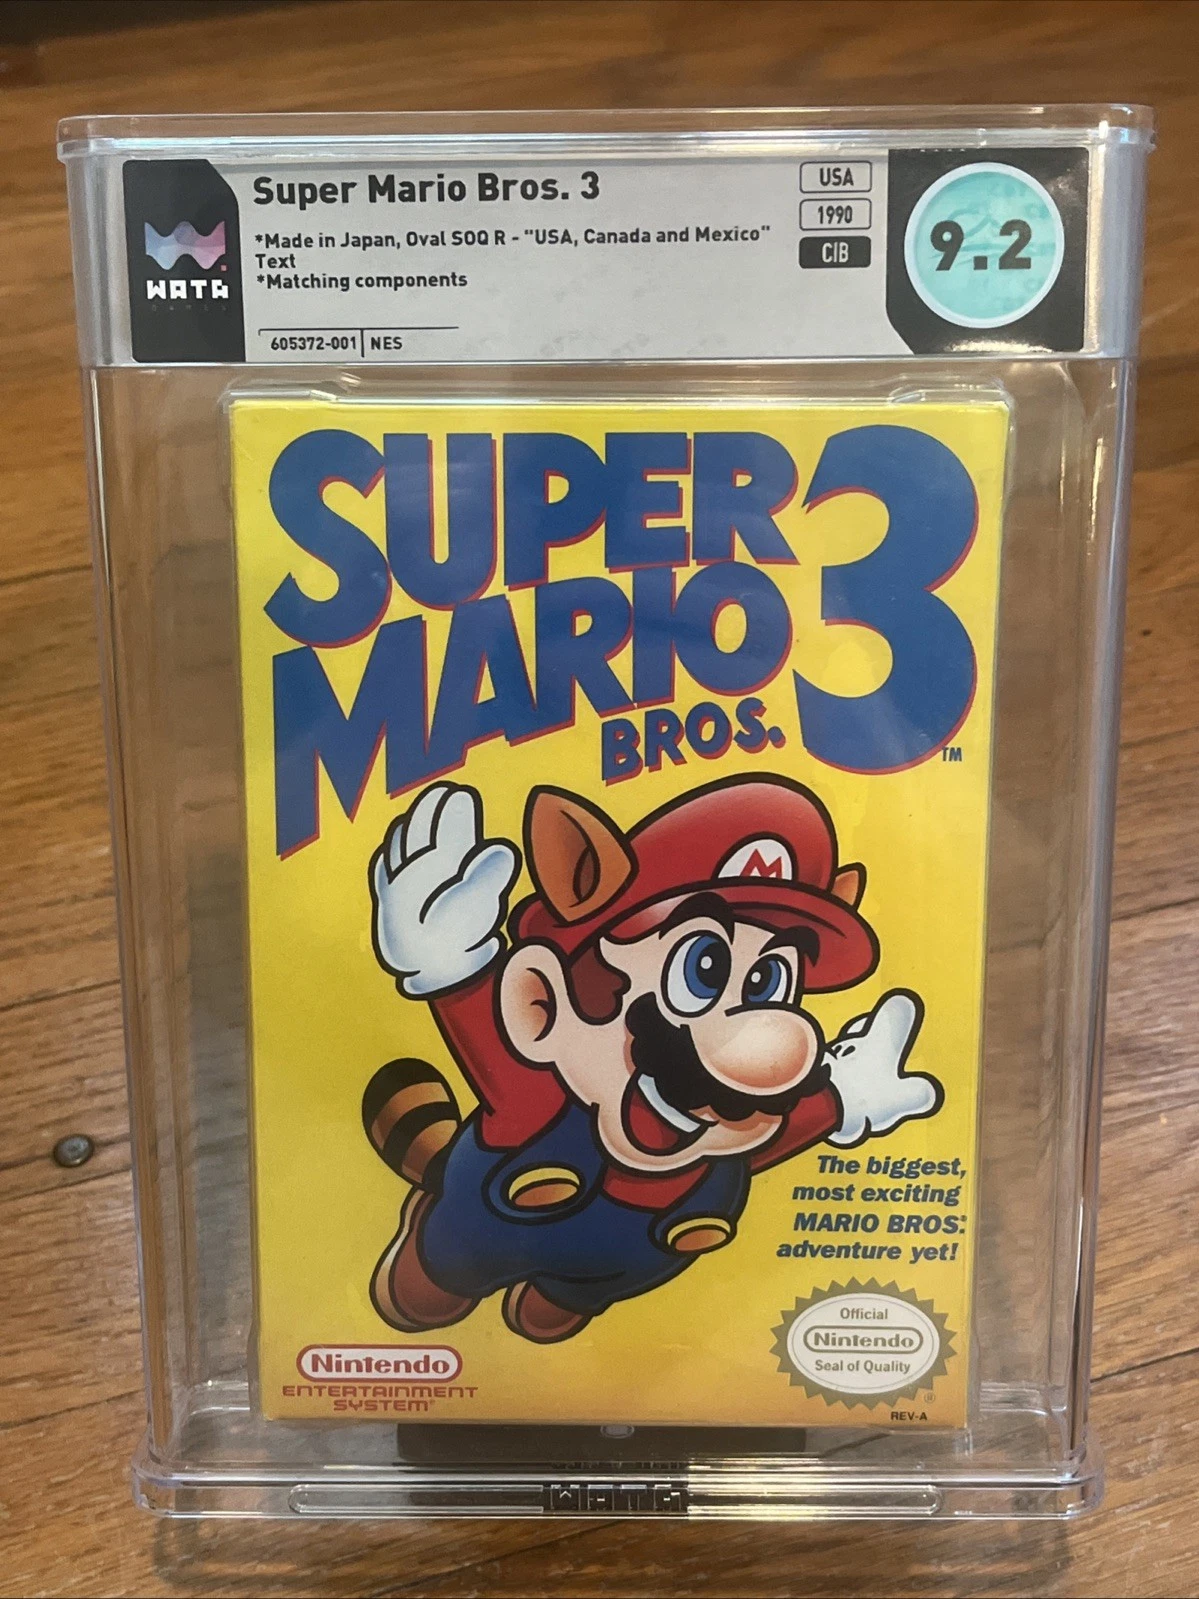 WATA
GAMES
Super Mario Bros. 3
*Made in Japan, Oval SOQ R - "USA, Canada and Mexico"
Text
*Matching components
605372-001 NES
USA
1990
CIB
9.2
SUPER
MARIO
BROS. 3
TM
M
The biggest,
most exciting
MARIO BROS.
adventure yet!
Nintendo
ENTERTAINMENT
SYSTEM®
Official
Nintendo
Seal of Quality
®
REV-A
WATA